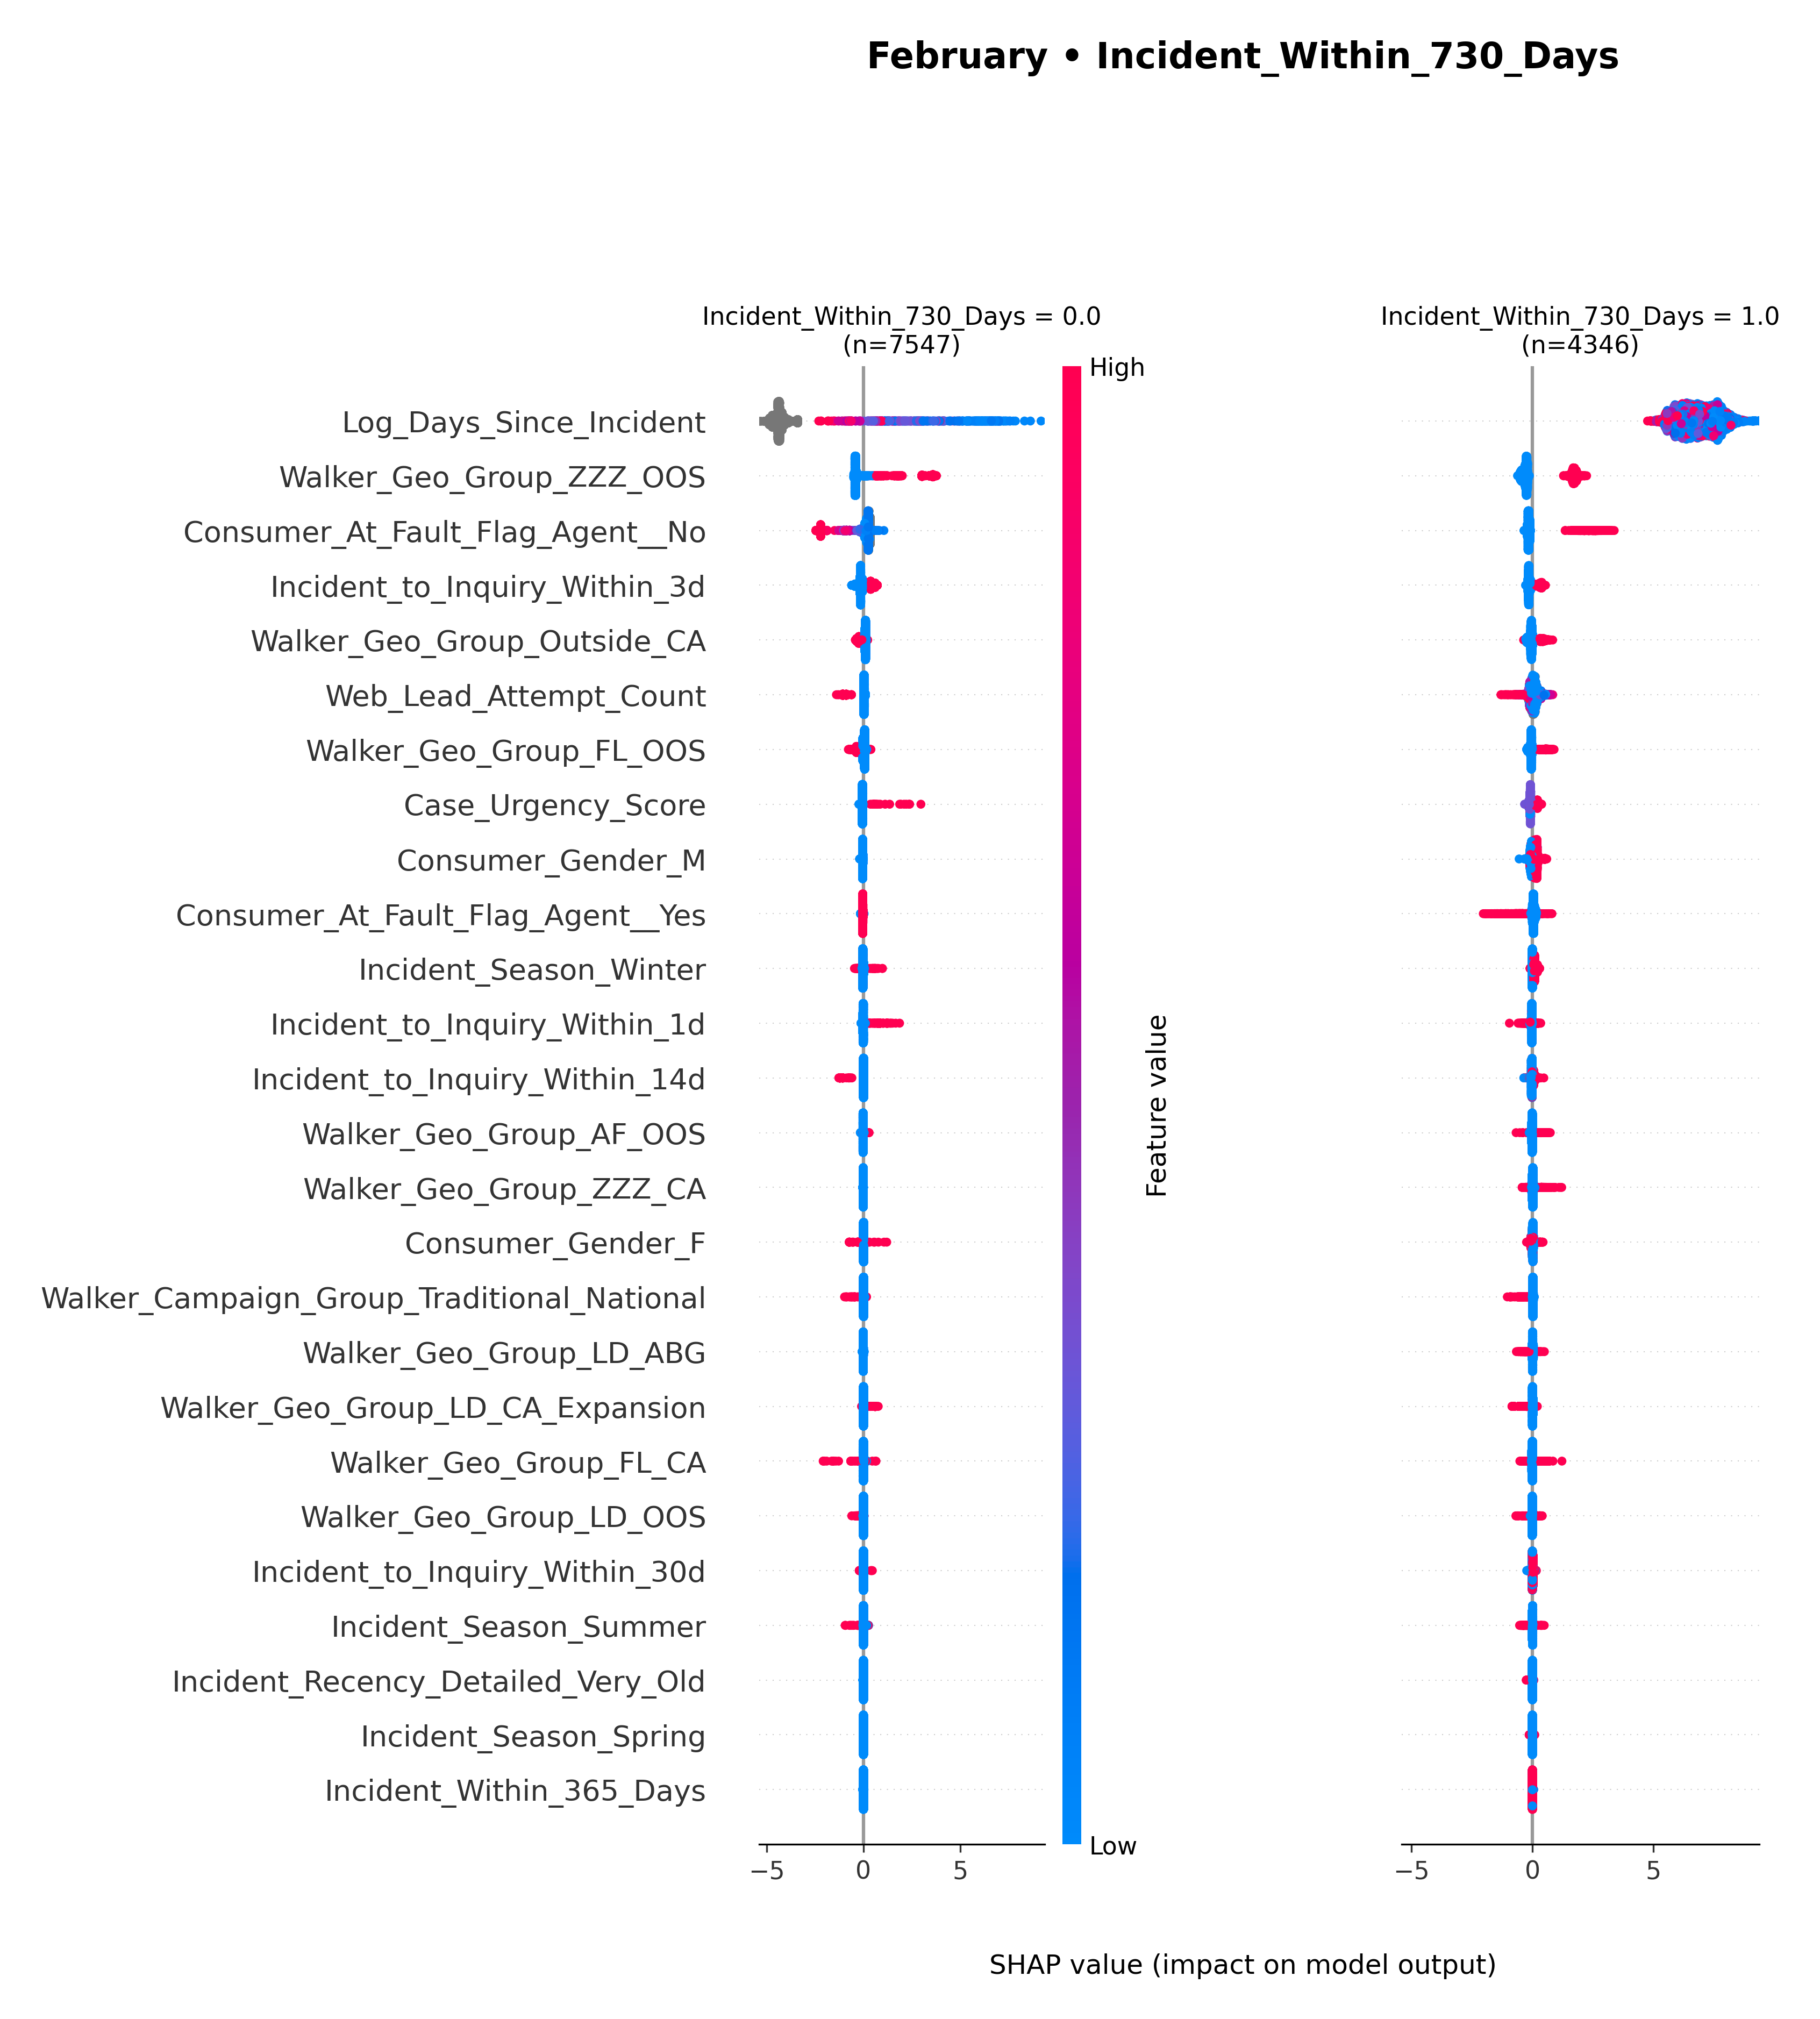 February • Incident_Within_730_Days
Incident_Within_730_Days = 0.0
(n=7547)
Incident_Within_730_Days = 1.0
(n=4346)
High
Log_Days_Since_Incident
Walker_Geo_Group_ZZZ_OOS
Consumer_At_Fault_Flag_Agent__No
Incident_to_Inquiry_Within_3d
Walker_Geo_Group_Outside_CA
Web_Lead_Attempt_Count
Walker_Geo_Group_FL_OOS
Case_Urgency_Score
Consumer_Gender_M
Consumer_At_Fault_Flag_Agent__Yes
Incident_Season_Winter
Incident_to_Inquiry_Within_1d
Incident_to_Inquiry_Within_14d
Walker_Geo_Group_AF_OOS
Walker_Geo_Group_ZZZ_CA
Consumer_Gender_F
Walker_Campaign_Group_Traditional_National
Walker_Geo_Group_LD_ABG
Walker_Geo_Group_LD_CA_Expansion
Walker_Geo_Group_FL_CA
Walker_Geo_Group_LD_OOS
Incident_to_Inquiry_Within_30d
Incident_Season_Summer
Incident_Recency_Detailed_Very_Old
Incident_Season_Spring
Incident_Within_365_Days
Feature value
Low
−5 0 5
−5 0 5
SHAP value (impact on model output)